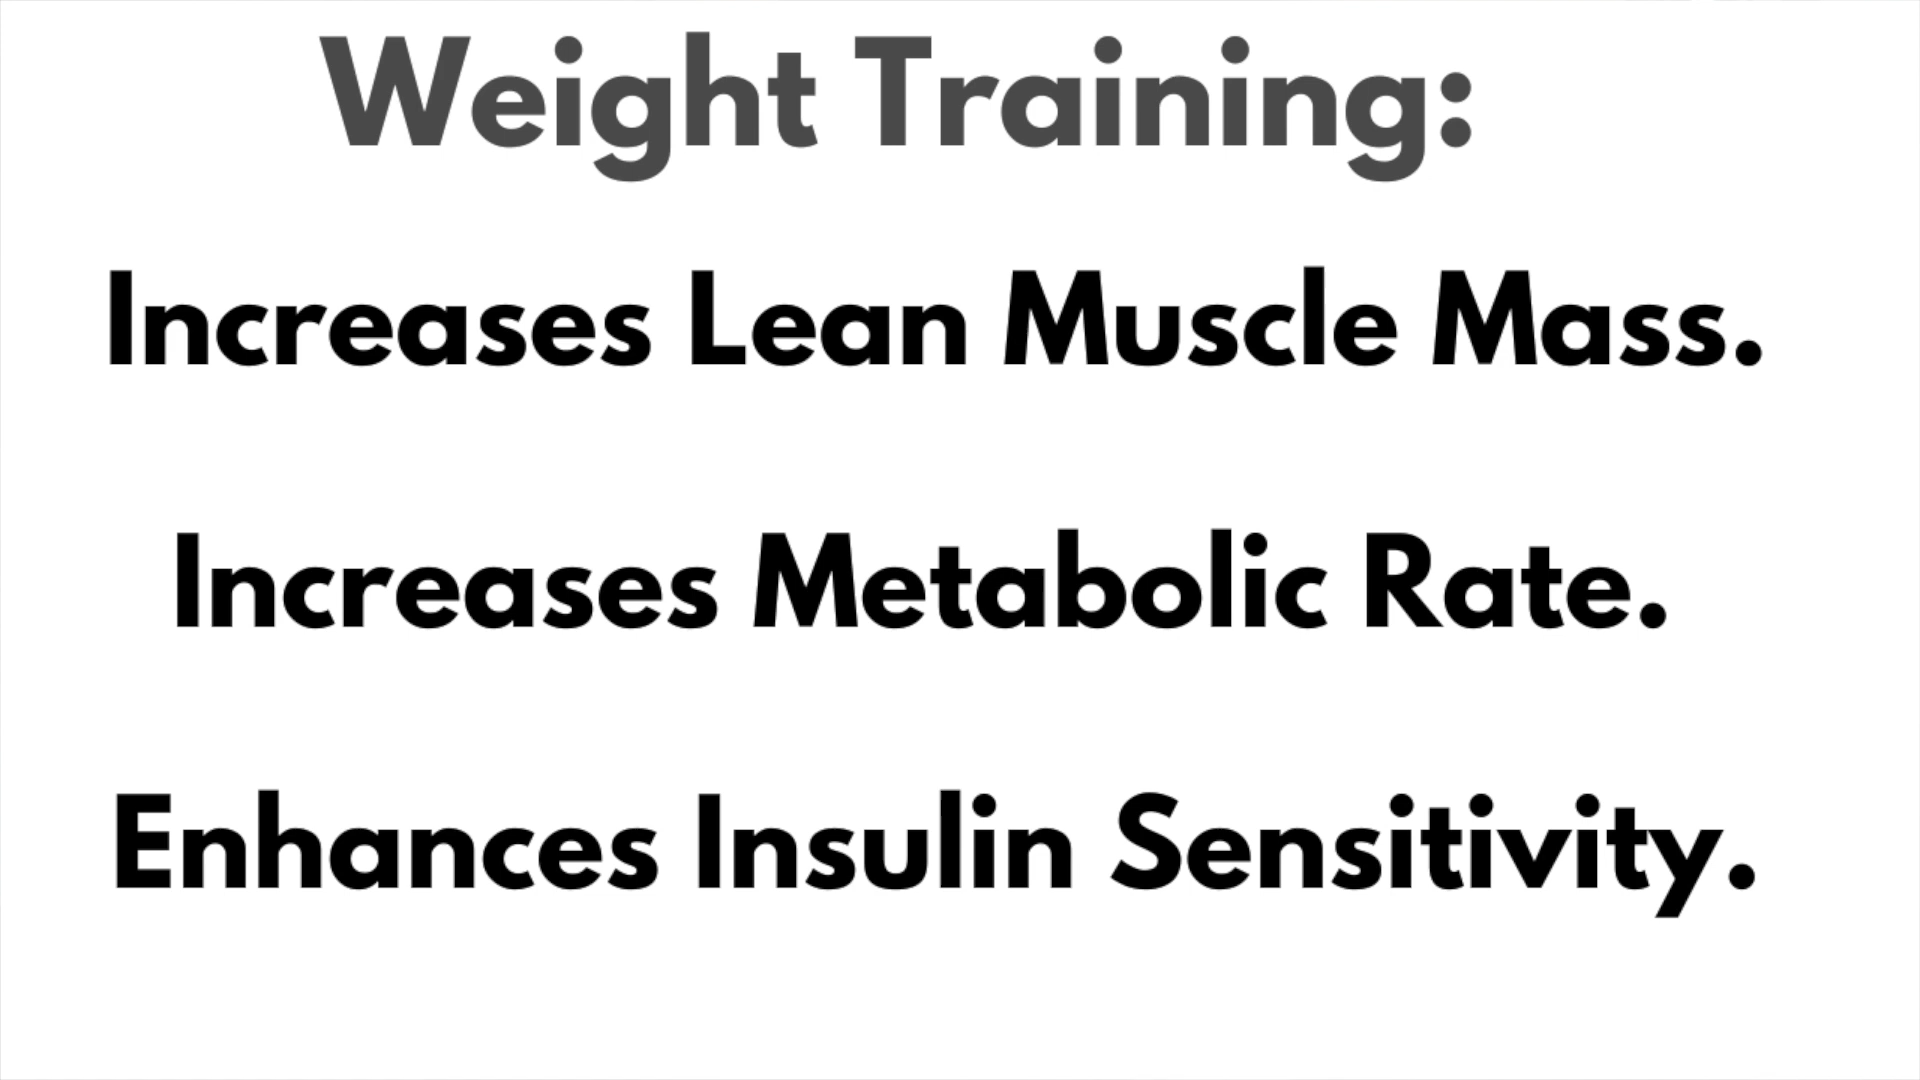 Weight Training:
Increases Lean Muscle Mass.
Increases Metabolic Rate.
Enhances Insulin Sensitivity.